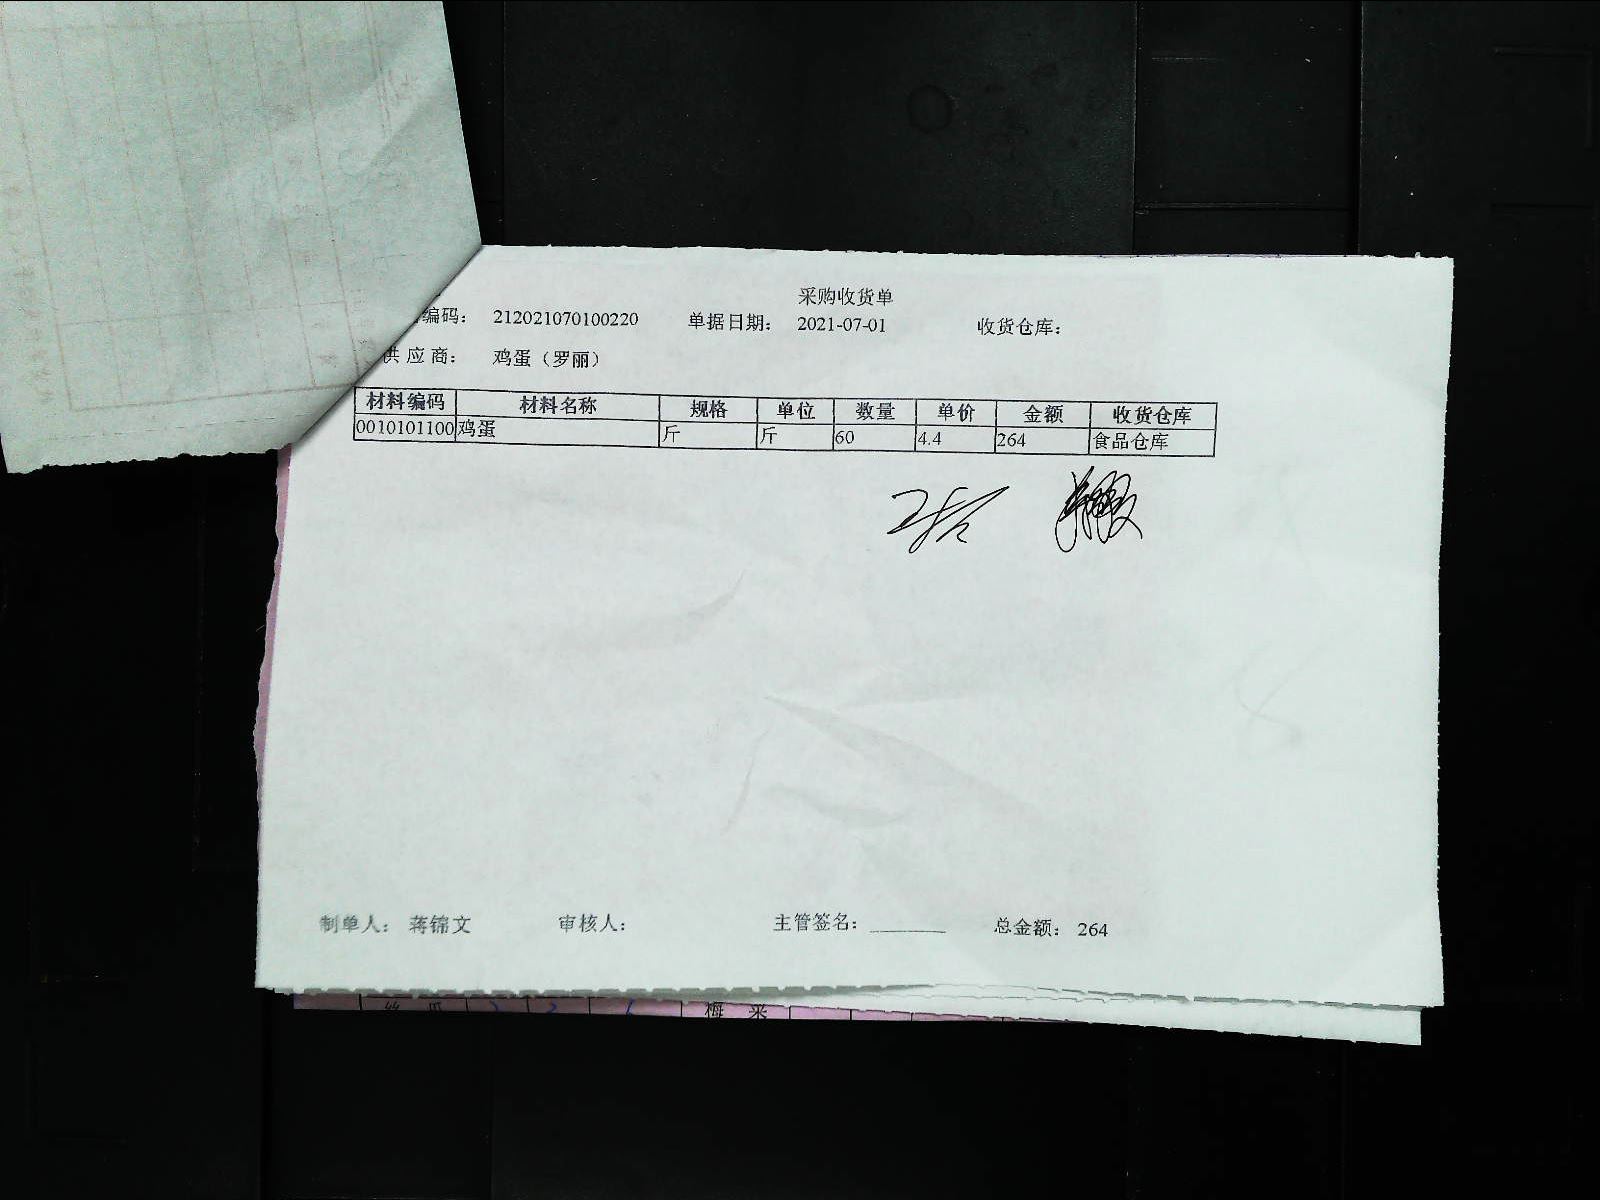 采购收货单
编码： 212021070100220 单据日期： 2021-07-01 收货仓库：
供应商： 鸡蛋（罗丽）
材料编码 材料名称 规格 单位 数量 单价 金额 收货仓库
0010101100 鸡蛋 斤 斤 60 4.4 264 食品仓库
制单人： 蒋锦文 审核人： 主管签名： 总金额： 264